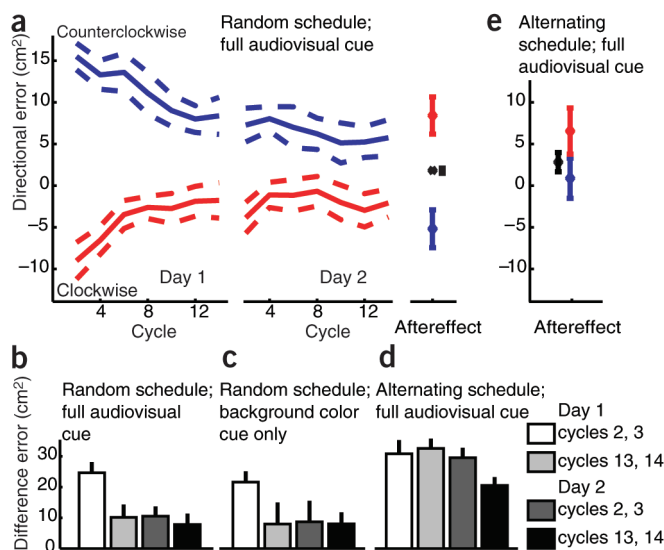 a
Random schedule;
full audiovisual cue
Counterclockwise
Directional error (cm²)
15
10
5
0
−5
−10
Clockwise
Day 1
Day 2
4 8 12
4 8 12
Cycle
Cycle
Aftereffect
e
Alternating
schedule; full
audiovisual cue
10
5
0
−5
−10
Aftereffect
b
Random schedule;
full audiovisual
cue
Difference error (cm²)
30
20
10
0
c
Random schedule;
background color
cue only
d
Alternating schedule;
full audiovisual cue
Day 1
cycles 2, 3
cycles 13, 14
Day 2
cycles 2, 3
cycles 13, 14